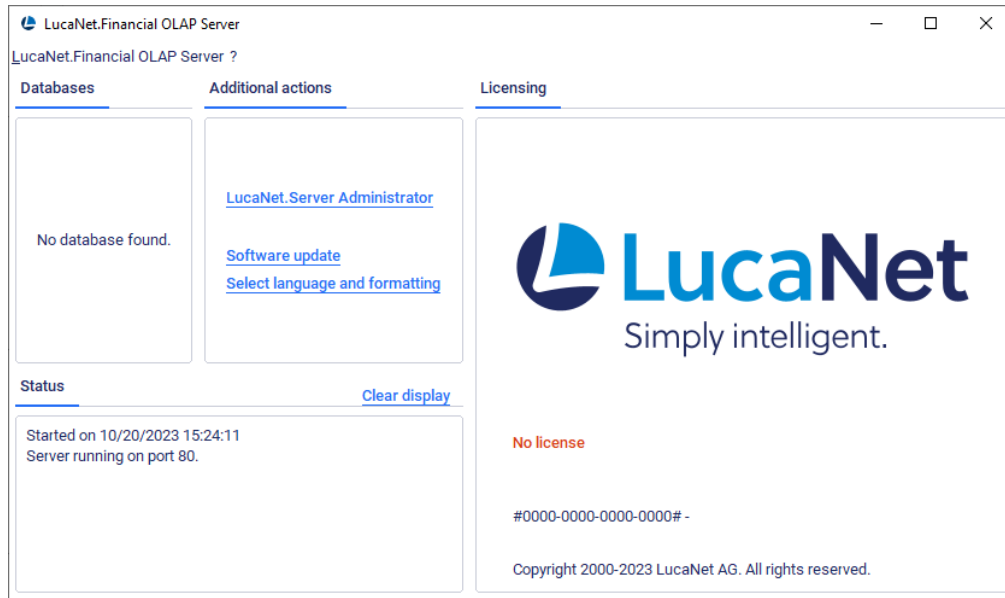 LucaNet.Financial OLAP Server
LucaNet.Financial OLAP Server ?
Databases
No database found.
Additional actions
LucaNet.Server Administrator
Software update
Select language and formatting
Status
Clear display
Started on 10/20/2023 15:24:11
Server running on port 80.
Licensing
LucaNet
Simply intelligent.
No license
#0000-0000-0000-0000# -
Copyright 2000-2023 LucaNet AG. All rights reserved.